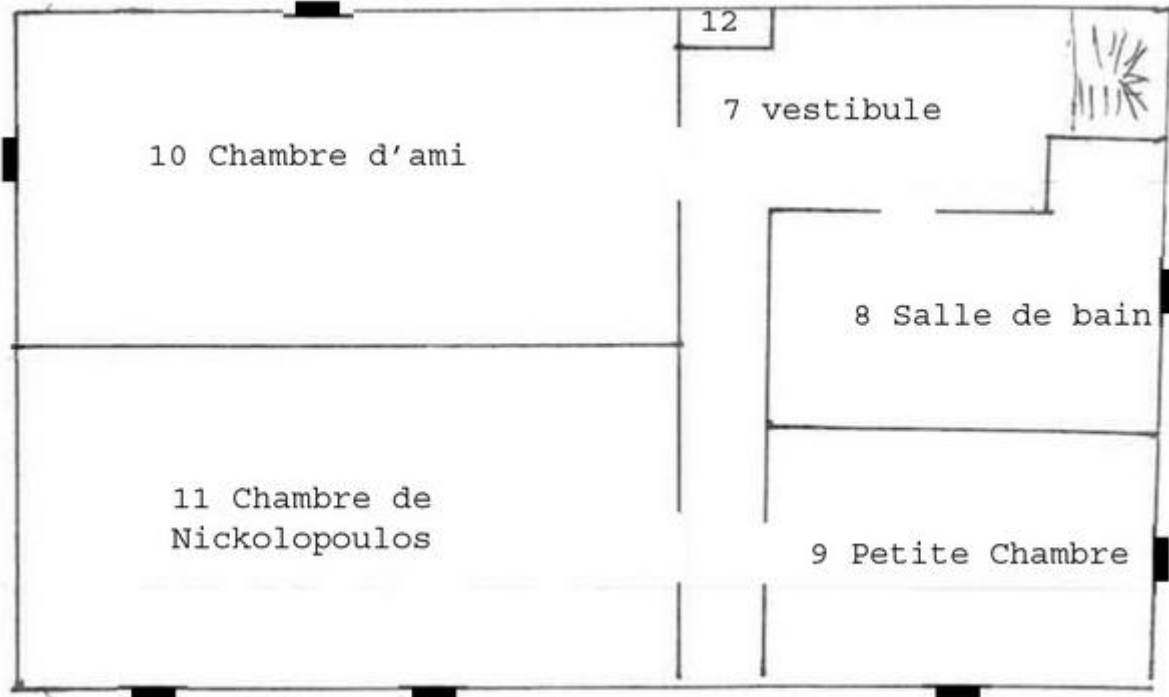 12
7 vestibule
10 Chambre d'ami
8 Salle de bain
11 Chambre de
Nickolopoulos
9 Petite Chambre